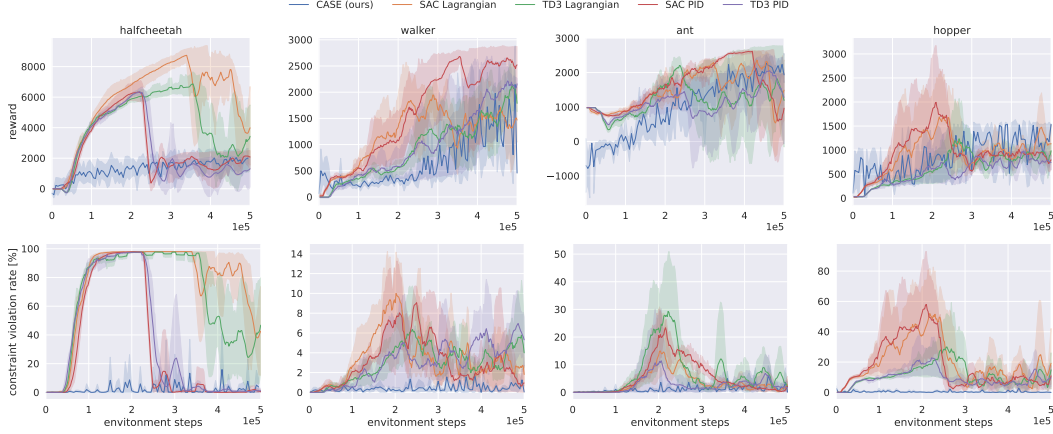 CASE (ours) SAC Lagrangian TD3 Lagrangian SAC PID TD3 PID
halfcheetah walker ant hopper
reward
8000
6000
4000
2000
0
0 1 2 3 4 5
1e5
3000
2500
2000
1500
1000
500
0
0 1 2 3 4 5
1e5
3000
2000
1000
0
−1000
0 1 2 3 4 5
1e5
3000
2500
2000
1500
1000
500
0
0 1 2 3 4 5
1e5
constraint violation rate [%]
100
80
60
40
20
0
0 1 2 3 4 5
envitonment steps 1e5
14
12
10
8
6
4
2
0
0 1 2 3 4 5
envitonment steps 1e5
50
40
30
20
10
0
0 1 2 3 4 5
envitonment steps 1e5
80
60
40
20
0
0 1 2 3 4 5
envitonment steps 1e5